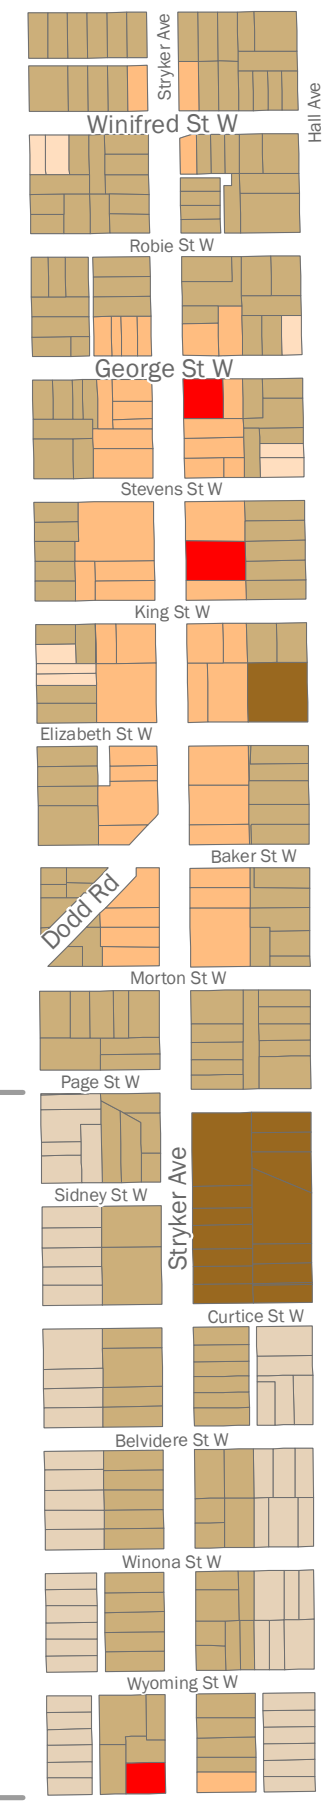 Stryker Ave
Hall Ave
Winifred St W
Robie St W
George St W
Stevens St W
King St W
Elizabeth St W
Baker St W
Dodd Rd
Morton St W
Page St W
Stryker Ave
Sidney St W
Curtice St W
Belvidere St W
Winona St W
Wyoming St W